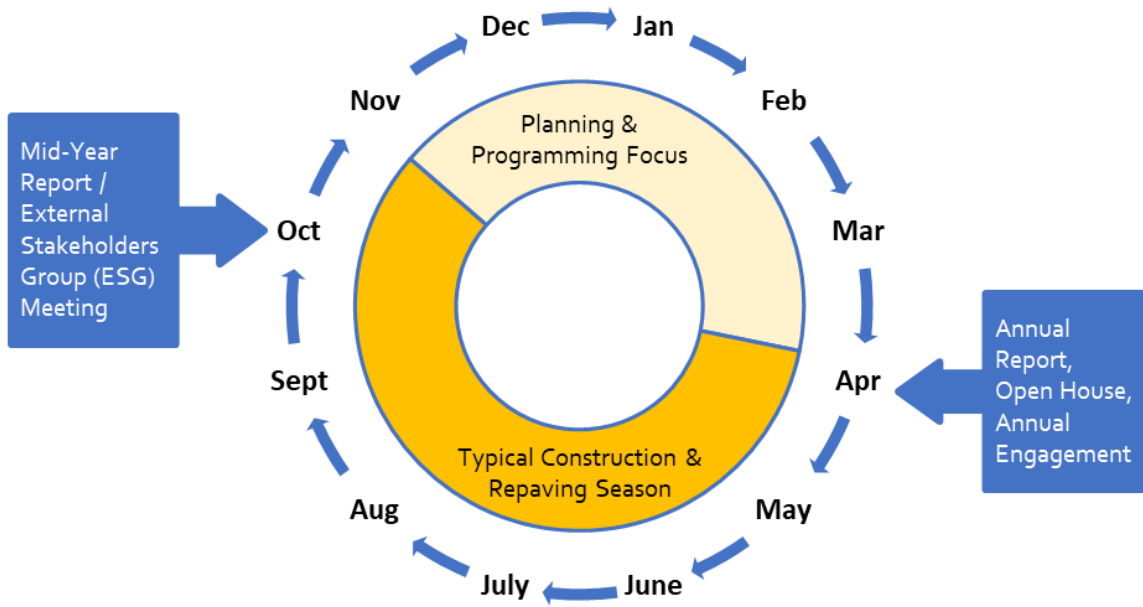 Dec
Jan
Nov
Feb
Planning &
Programming Focus
Mid-Year
Report /
External
Stakeholders
Group (ESG)
Meeting
Oct
Mar
Sept
Apr
Annual
Report,
Open House,
Annual
Engagement
Typical Construction &
Repaving Season
Aug
May
July
June